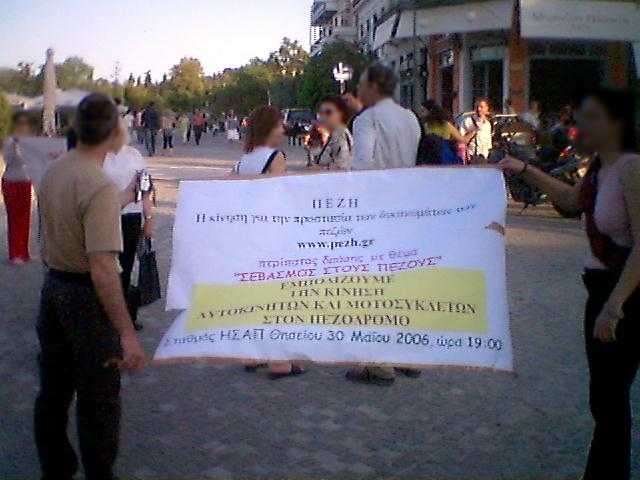 ΠΕΖΗ
Η κίνηση για την προστασία των δικαιωμάτων των
πεζών
www.pezh.gr
περίπατος δράσης με θέμα
"ΣΕΒΑΣΜΟΣ ΣΤΟΥΣ ΠΕΖΟΥΣ"
ΕΜΠΟΔΙΖΟΥΜΕ
ΤΗΝ ΚΙΝΗΣΗ
ΑΥΤΟΚΙΝΗΤΩΝ ΚΑΙ ΜΟΤΟΣΥΚΛΕΤΩΝ
ΣΤΟΝ ΠΕΖΟΔΡΟΜΟ
Σταθμός ΗΣΑΠ Θησείου 30 Μαΐου 2006, ώρα 19:00